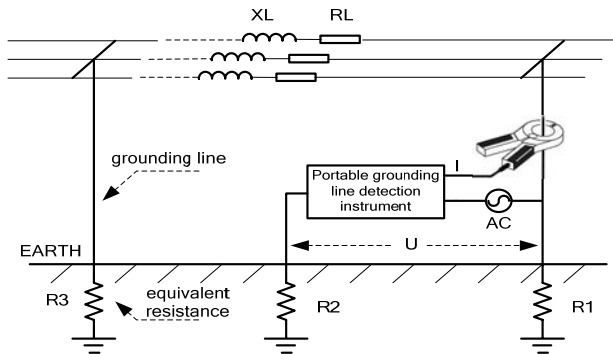 XL RL
grounding line
I
Portable grounding
line detection
instrument
AC
U
EARTH
R3
equivalent
resistance
R2
R1